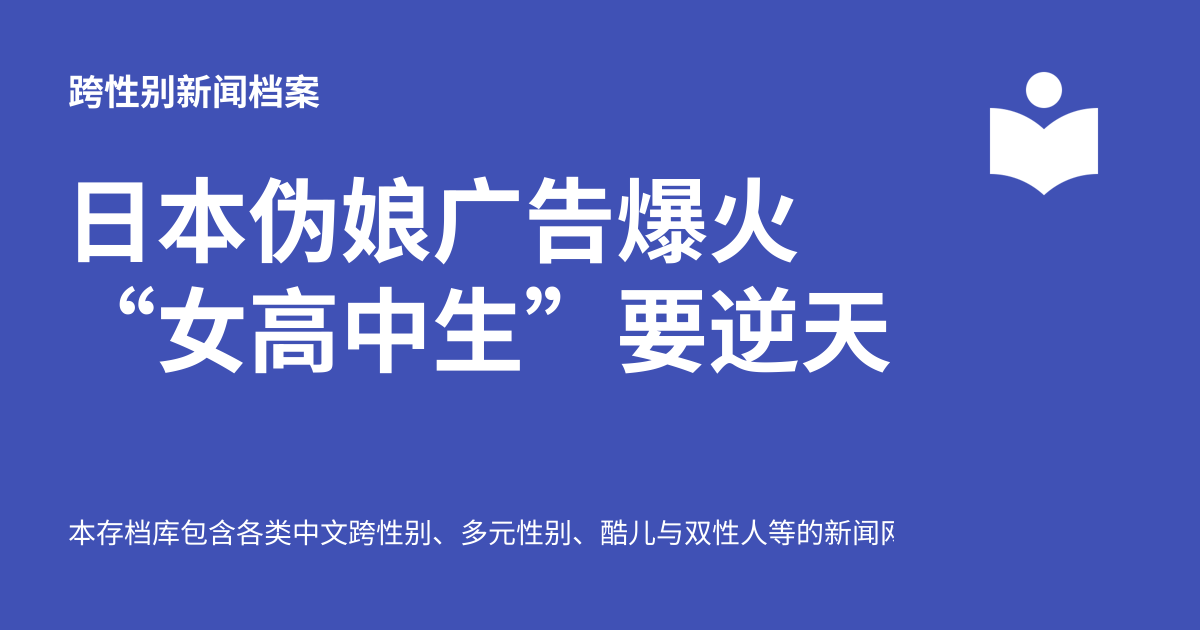 跨性别新闻档案
日本伪娘广告爆火
“女高中生”要逆天
本存档库包含各类中文跨性别、多元性别、酷儿与双性人等的新闻